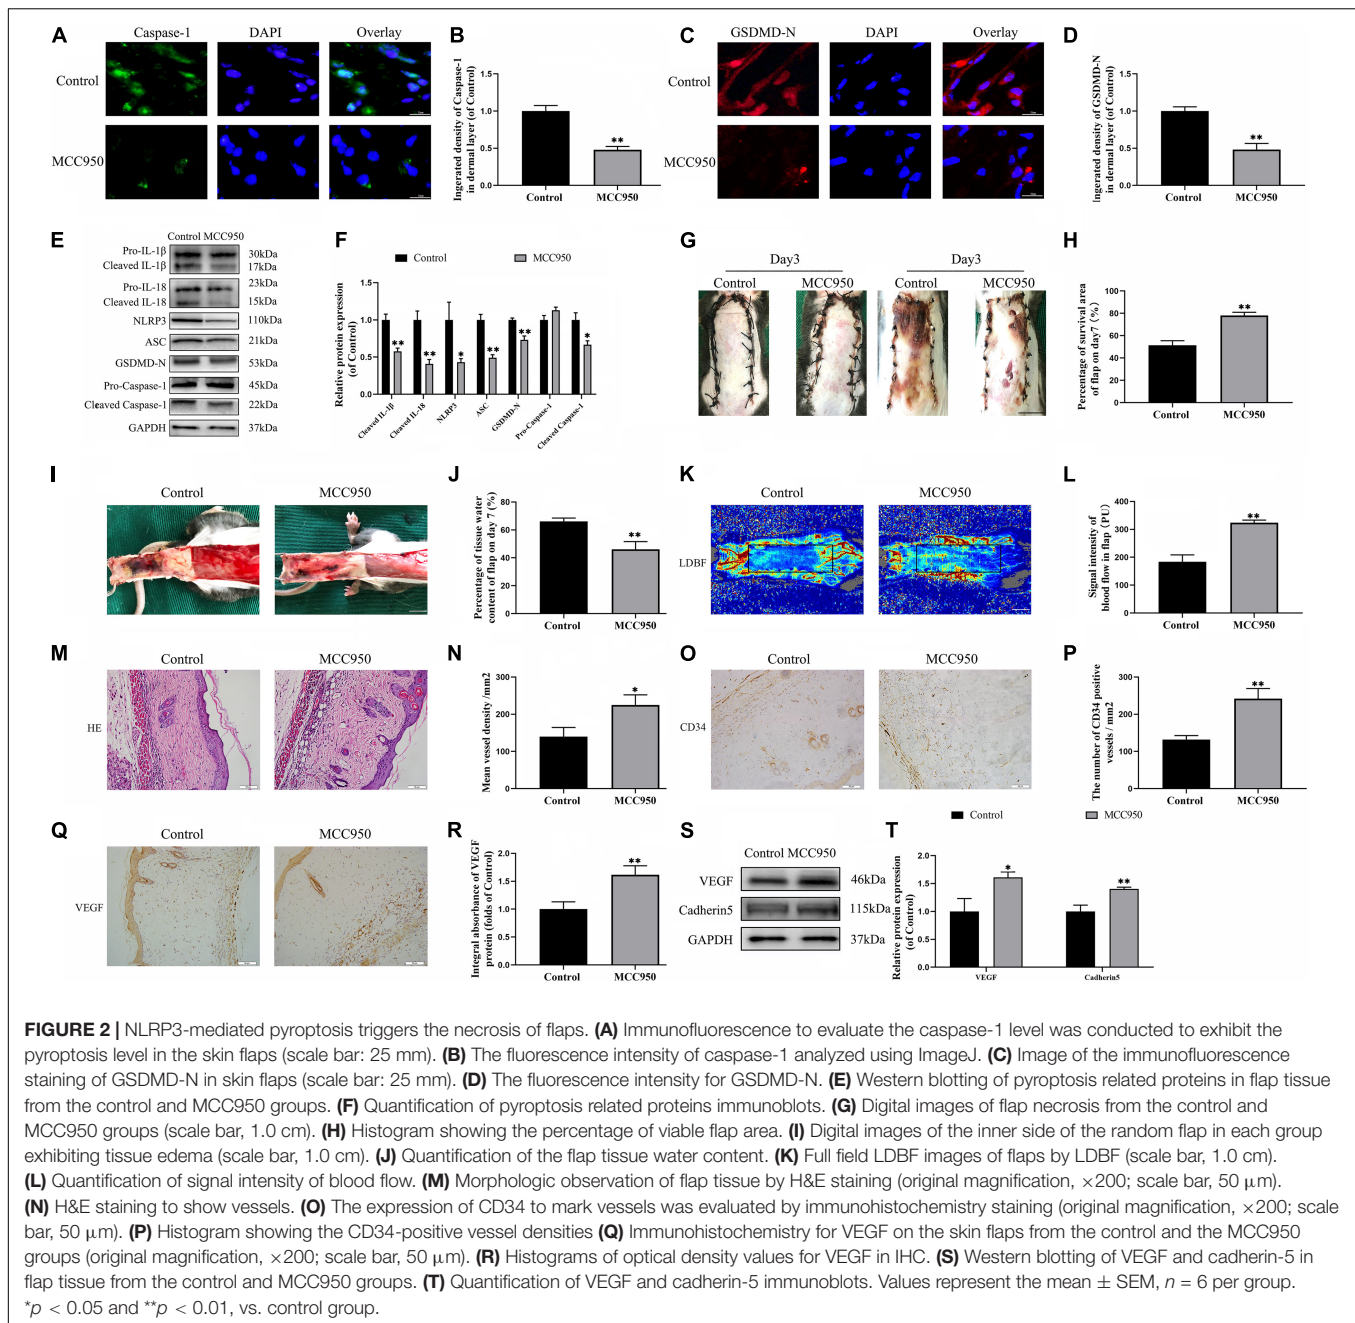 A
Caspase-1
DAPI
Overlay
Control
MCC950
B
Ingerated density of Caspase-1
in dermal layer (of Control)
1.5
1.0
0.5
0.0
**
Control
MCC950
C
GSDMD-N
DAPI
Overlay
Control
MCC950
D
Ingerated density of GSDMD-N
in dermal layer (of Control)
1.5
1.0
0.5
0.0
**
Control
MCC950
E
Control MCC950
Pro-IL-1β 30kDa
Cleaved IL-1β 17kDa
Pro-IL-18 23kDa
Cleaved IL-18 15kDa
NLRP3 110kDa
ASC 21kDa
GSDMD-N 53kDa
Pro-Caspase-1 45kDa
Cleaved Caspase-1 22kDa
GAPDH 37kDa
F
Control
MCC950
Relative protein expression
(of Control)
1.5
1.0
0.5
0.0
** ** * ** ** *
Cleaved IL-1β
Cleaved IL-18
NLRP3
ASC
GSDMD-N
Pro-Caspase-1
Cleaved Caspase-1
G
Day3
Day3
Control
MCC950
Control
MCC950
H
Percentage of survival area
of flap on day7 (%)
100
80
60
40
20
0
**
Control
MCC950
I
Control
MCC950
J
Percentage of tissue water
content of flap on day 7 (%)
80
60
40
20
0
**
Control
MCC950
K
Control
MCC950
LDBF
L
Signal intensity of
blood flow in flap (PU)
400
300
200
100
0
**
Control
MCC950
M
Control
MCC950
HE
N
Mean vessel density /mm2
300
200
100
0
*
Control
MCC950
O
Control
MCC950
CD34
P
The number of CD34 positive
vessels / mm2
300
200
100
0
**
Control
MCC950
Q
Control
MCC950
VEGF
R
Integral absorbance of VEGF
protein (folds of Control)
2.0
1.5
1.0
0.5
0.0
**
Control
MCC950
S
Control MCC950
VEGF 46kDa
Cadherin5 115kDa
GAPDH 37kDa
T
Control
MCC950
Relative protein expression
(of Control)
2.0
1.5
1.0
0.5
0.0
*
**
VEGF
Cadherin5
FIGURE 2 | NLRP3-mediated pyroptosis triggers the necrosis of flaps. (A) Immunofluorescence to evaluate the caspase-1 level was conducted to exhibit the
pyroptosis level in the skin flaps (scale bar: 25 mm). (B) The fluorescence intensity of caspase-1 analyzed using ImageJ. (C) Image of the immunofluorescence
staining of GSDMD-N in skin flaps (scale bar: 25 mm). (D) The fluorescence intensity for GSDMD-N. (E) Western blotting of pyroptosis related proteins in flap tissue
from the control and MCC950 groups. (F) Quantification of pyroptosis related proteins immunoblots. (G) Digital images of flap necrosis from the control and
MCC950 groups (scale bar, 1.0 cm). (H) Histogram showing the percentage of viable flap area. (I) Digital images of the inner side of the random flap in each group
exhibiting tissue edema (scale bar, 1.0 cm). (J) Quantification of the flap tissue water content. (K) Full field LDBF images of flaps by LDBF (scale bar, 1.0 cm).
(L) Quantification of signal intensity of blood flow. (M) Morphologic observation of flap tissue by H&E staining (original magnification, ×200; scale bar, 50 μm).
(N) H&E staining to show vessels. (O) The expression of CD34 to mark vessels was evaluated by immunohistochemistry staining (original magnification, ×200; scale
bar, 50 μm). (P) Histogram showing the CD34-positive vessel densities (Q) Immunohistochemistry for VEGF on the skin flaps from the control and the MCC950
groups (original magnification, ×200; scale bar, 50 μm). (R) Histograms of optical density values for VEGF in IHC. (S) Western blotting of VEGF and cadherin-5 in
flap tissue from the control and MCC950 groups. (T) Quantification of VEGF and cadherin-5 immunoblots. Values represent the mean ± SEM, n = 6 per group.
*p < 0.05 and **p < 0.01, vs. control group.